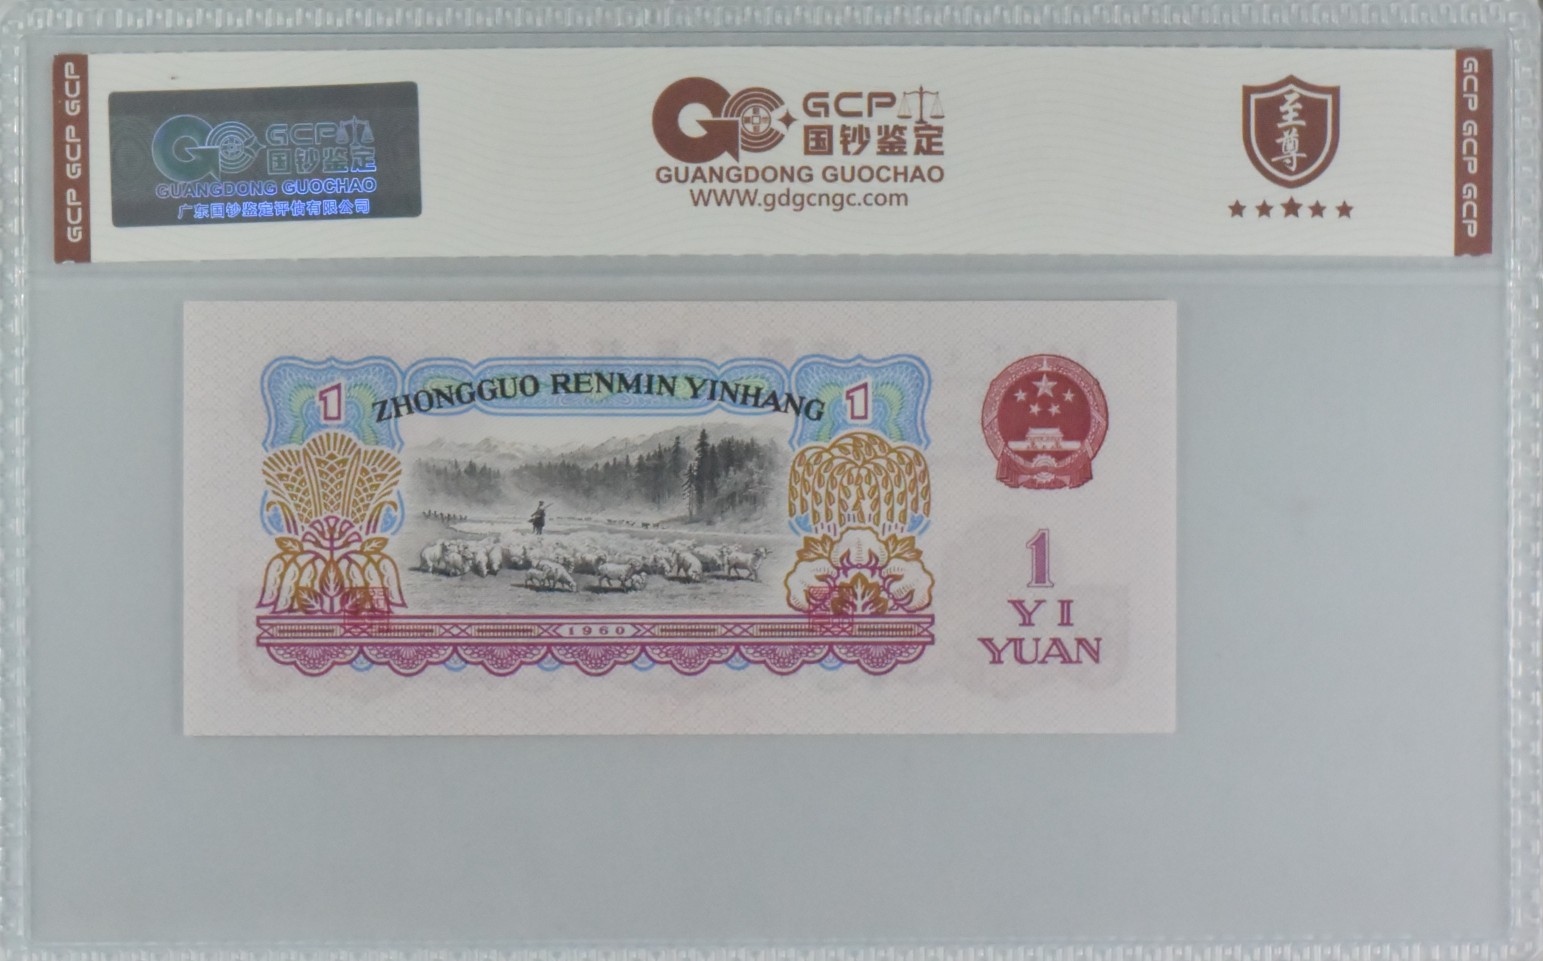 GCP GCP GCP
GCP 国钞鉴定
GUANGDONG GUOCHAO
广东国钞鉴定评估有限公司
GCP
国钞鉴定
GUANGDONG GUOCHAO
WWW.gdgcngc.com
至尊
GCP GCP GCP
1 ZHONGGUO RENMIN YINHANG 1
1960
1
YI
YUAN